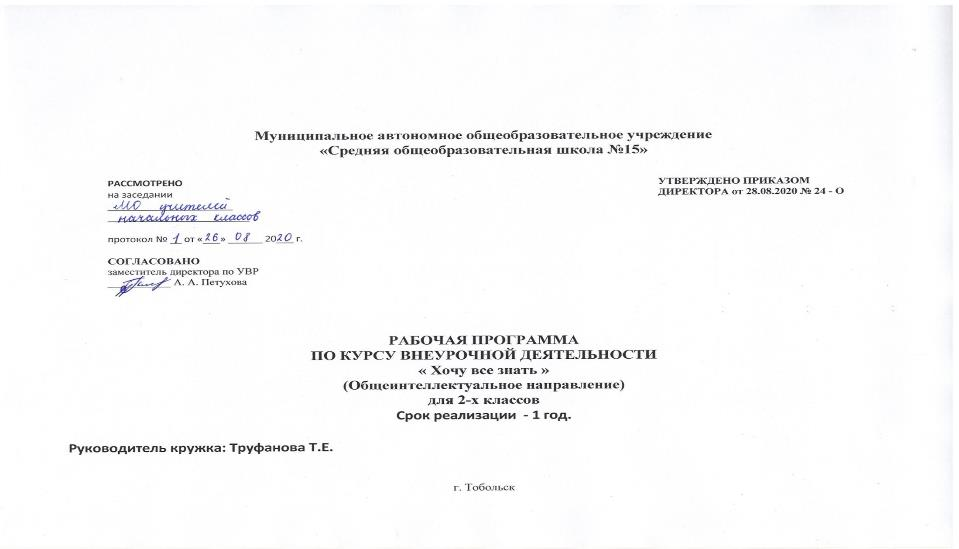 Муниципальное автономное общеобразовательное учреждение
«Средняя общеобразовательная школа №15»
РАССМОТРЕНО
на заседании
МО учителей
начальных классов
протокол № 1 от «26» 08 2020 г.
СОГЛАСОВАНО
заместитель директора по УВР
А. А. Петухова
УТВЕРЖДЕНО ПРИКАЗОМ
ДИРЕКТОРА от 28.08.2020 № 24 - О
РАБОЧАЯ ПРОГРАММА
ПО КУРСУ ВНЕУРОЧНОЙ ДЕЯТЕЛЬНОСТИ
« Хочу все знать »
(Общеинтеллектуальное направление)
для 2-х классов
Срок реализации - 1 год.
Руководитель кружка: Труфанова Т.Е.
г. Тобольск